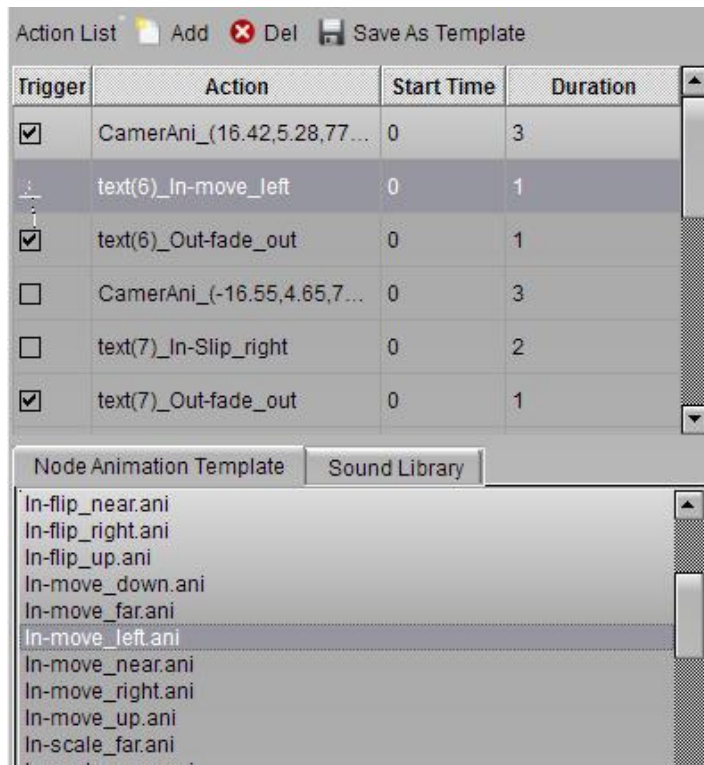 Action List Add Del Save As Template
Trigger Action Start Time Duration
CamerAni_(16.42,5.28,77... 0 3
text(6)_In-move_left 0 1
text(6)_Out-fade_out 0 1
CamerAni_(-16.55,4.65,7... 0 3
text(7)_In-Slip_right 0 2
text(7)_Out-fade_out 0 1
Node Animation Template Sound Library
In-flip_near.ani
In-flip_right.ani
In-flip_up.ani
In-move_down.ani
In-move_far.ani
In-move_left.ani
In-move_near.ani
In-move_right.ani
In-move_up.ani
In-scale_far.ani